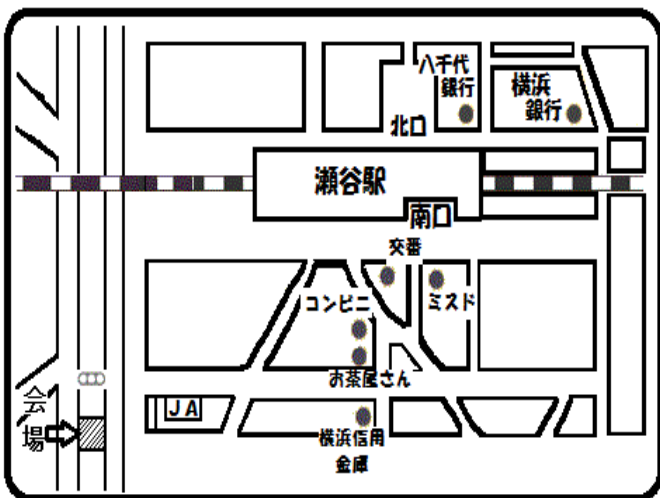 八千代
銀行
横浜
銀行
北口
瀬谷駅
南口
交番
コンビニ
ミスド
お茶屋さん
会
場
JA
横浜信用
金庫